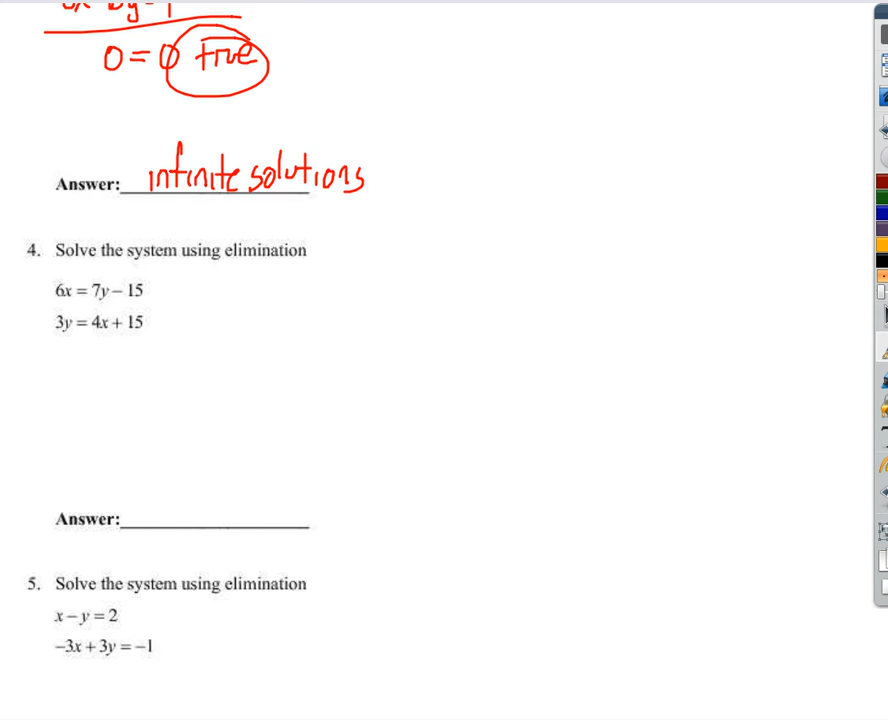 0 = 0 true
Answer: infinite solutions
4. Solve the system using elimination
6x = 7y – 15
3y = 4x + 15
Answer:
5. Solve the system using elimination
x – y = 2
–3x + 3y = –1